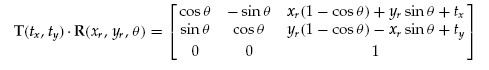 T(t_x, t_y) · R(x_r, y_r, θ) = [cos θ  − sin θ  x_r(1 − cos θ) + y_r sin θ + t_x
sin θ  cos θ  y_r(1 − cos θ) − x_r sin θ + t_y
0  0  1]